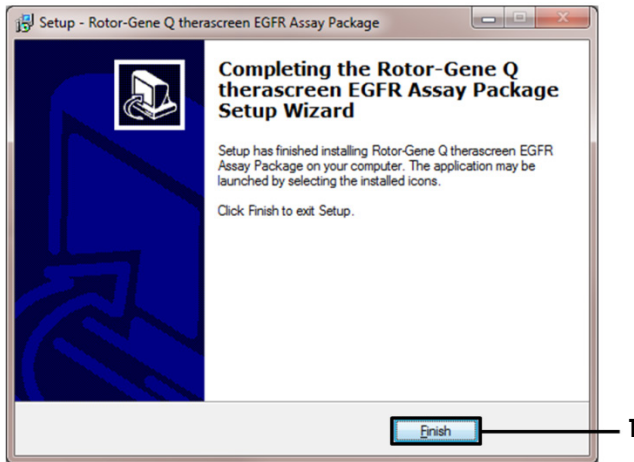 Setup - Rotor-Gene Q therascreen EGFR Assay Package
Completing the Rotor-Gene Q
therascreen EGFR Assay Package
Setup Wizard
Setup has finished installing Rotor-Gene Q therascreen EGFR
Assay Package on your computer. The application may be
launched by selecting the installed icons.
Click Finish to exit Setup.
Finish
1